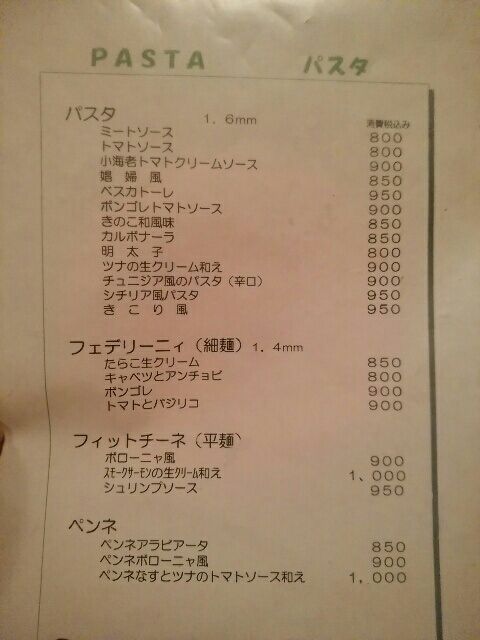 PASTA パスタ
パスタ 1.6mm 消費税込み
ミートソース 800
トマトソース 800
小海老トマトクリームソース 900
娼婦風 850
ペスカトーレ 950
ボンゴレトマトソース 900
きのこ和風味 850
カルボナーラ 850
明太子 800
ツナの生クリーム和え 900
チュニジア風のパスタ（辛口） 900
シチリア風パスタ 950
きこり風 950
フェデリーニィ（細麺）1.4mm
たらこ生クリーム 850
キャベツとアンチョビ 800
ボンゴレ 900
トマトとバジリコ 900
フィットチーネ（平麺）
ボローニャ風 900
ｽﾓｰｸｻｰﾓﾝの生ｸﾘｰﾑ和え 1,000
シュリンプソース 950
ペンネ
ペンネアラビアータ 850
ペンネボローニャ風 900
ペンネなすとツナのトマトソース和え 1,000